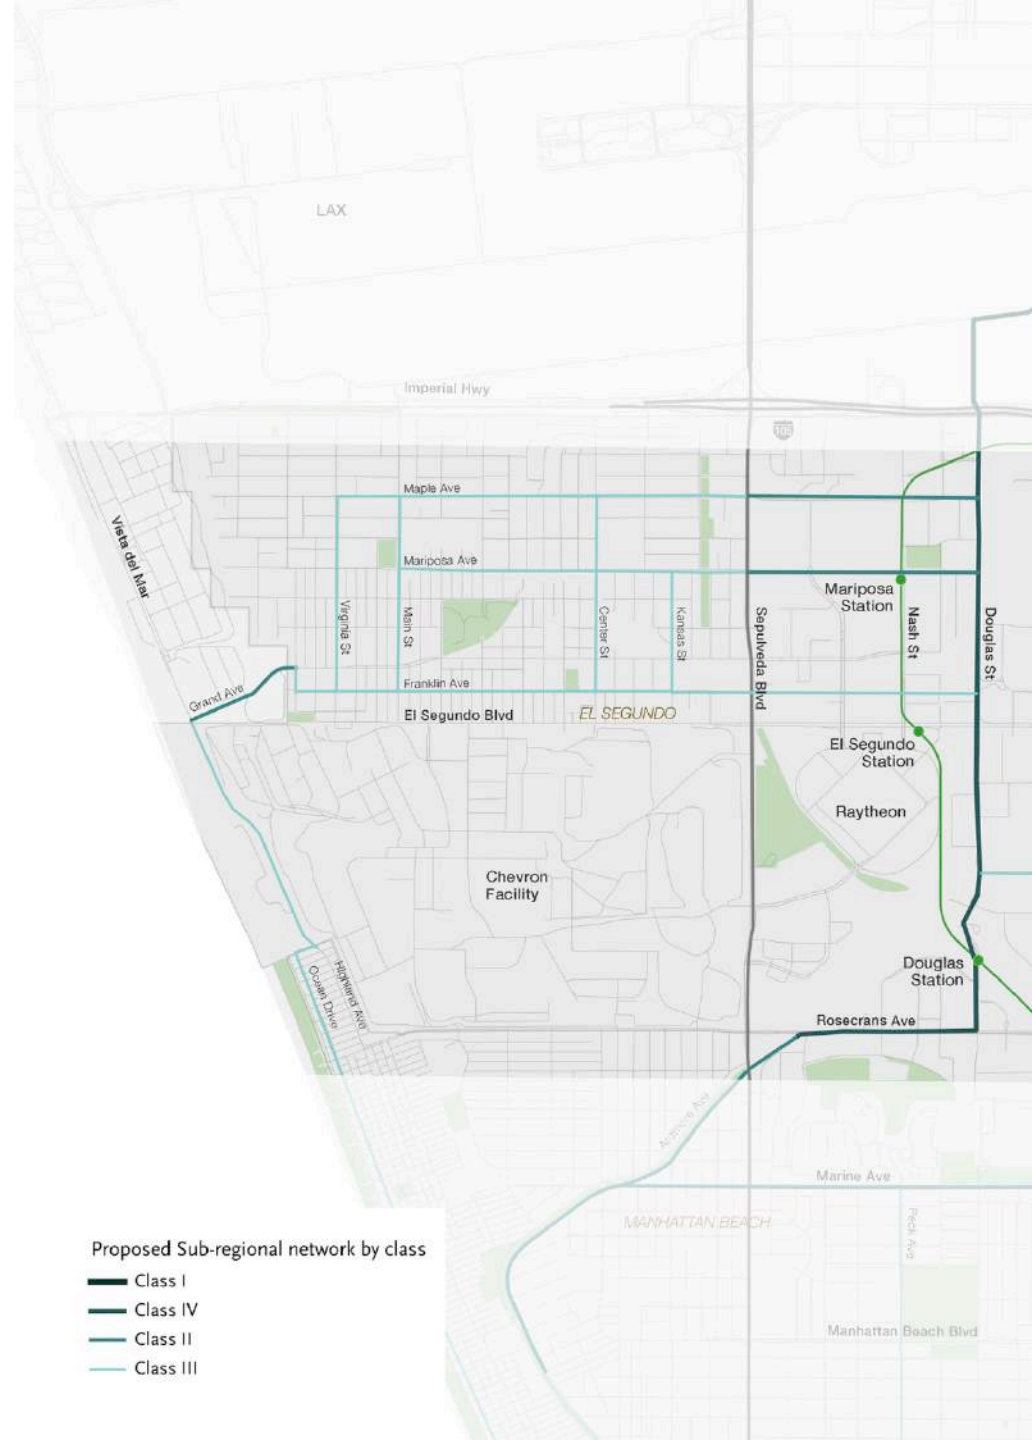 LAX
Imperial Hwy
105
Maple Ave
Vista del Mar
Mariposa Ave
Mariposa
Station
Virginia St
Main St
Center St
Kansas St
Sepulveda Blvd
Nash St
Douglas St
Grand Ave
Franklin Ave
El Segundo Blvd
EL SEGUNDO
El Segundo
Station
Raytheon
Chevron
Facility
Highland Ave
Ocean Drive
Douglas
Station
Rosecrans Ave
Ardmore Ave
Marine Ave
MANHATTAN BEACH
Peck Ave
Manhattan Beach Blvd
Proposed Sub-regional network by class
Class I
Class IV
Class II
Class III